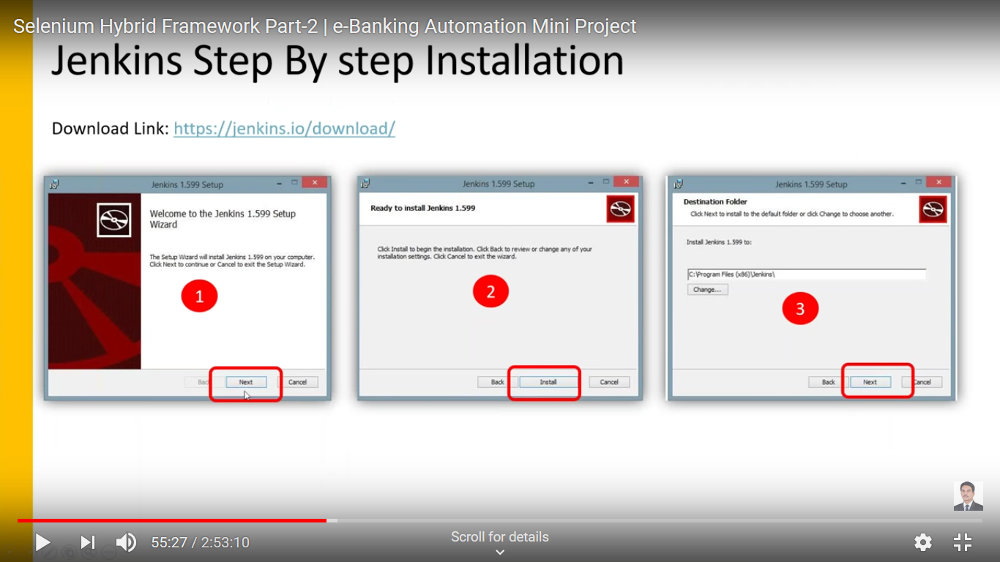 Selenium Hybrid Framework Part-2 | e-Banking Automation Mini Project
Jenkins Step By step Installation
Download Link: https://jenkins.io/download/
Jenkins 1.599 Setup
Welcome to the Jenkins 1.599 Setup
Wizard
The Setup Wizard will install Jenkins 1.599 on your computer.
Click Next to continue or Cancel to exit the Setup Wizard.
1
Back
Next
Cancel
Jenkins 1.599 Setup
Ready to install Jenkins 1.599
Click Install to begin the installation. Click Back to review or change any of your
installation settings. Click Cancel to exit the wizard.
2
Back
Install
Cancel
Jenkins 1.599 Setup
Destination Folder
Click Next to install to the default folder or click Change to choose another.
Install Jenkins 1.599 to:
C:\Program Files (x86)\Jenkins\
Change...
3
Back
Next
Cancel
55:27 / 2:53:10
Scroll for details